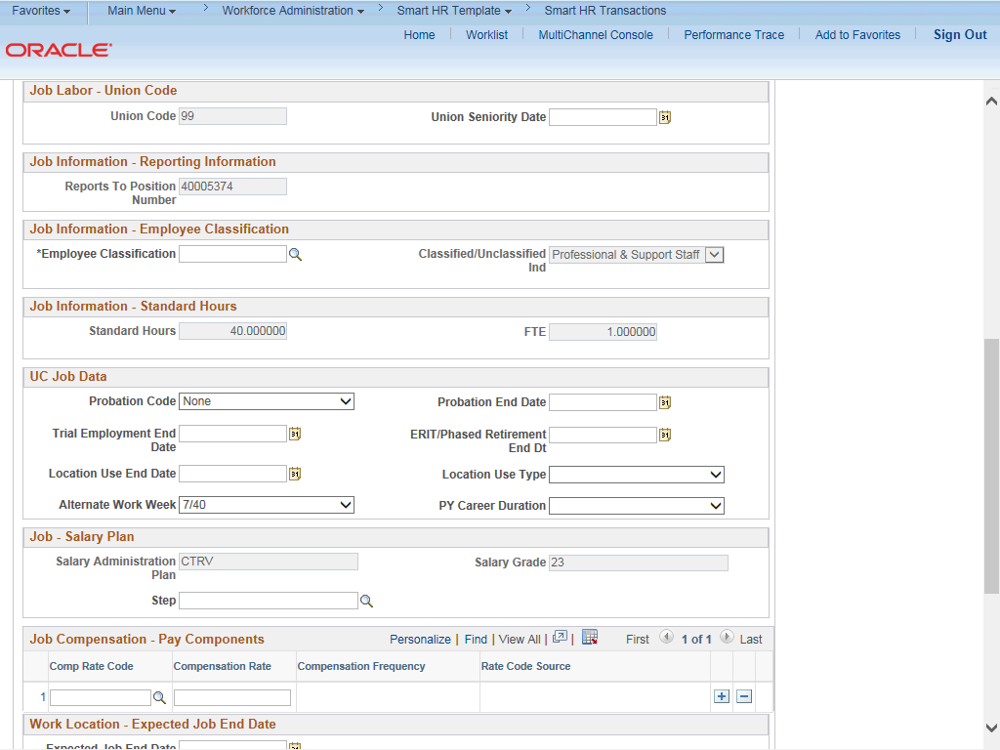 Favorites Main Menu > Workforce Administration > Smart HR Template > Smart HR Transactions
Home Worklist MultiChannel Console Performance Trace Add to Favorites Sign Out
ORACLE
Job Labor - Union Code
Union Code 99 Union Seniority Date
Job Information - Reporting Information
Reports To Position Number 40005374
Job Information - Employee Classification
*Employee Classification Classified/Unclassified Ind Professional & Support Staff
Job Information - Standard Hours
Standard Hours 40.000000 FTE 1.000000
UC Job Data
Probation Code None Probation End Date
Trial Employment End Date ERIT/Phased Retirement End Dt
Location Use End Date Location Use Type
Alternate Work Week 7/40 PY Career Duration
Job - Salary Plan
Salary Administration Plan CTRV Salary Grade 23
Step
Job Compensation - Pay Components Personalize | Find | View All | | First 1 of 1 Last
Comp Rate Code Compensation Rate Compensation Frequency Rate Code Source
1
Work Location - Expected Job End Date
Expected Job End Date